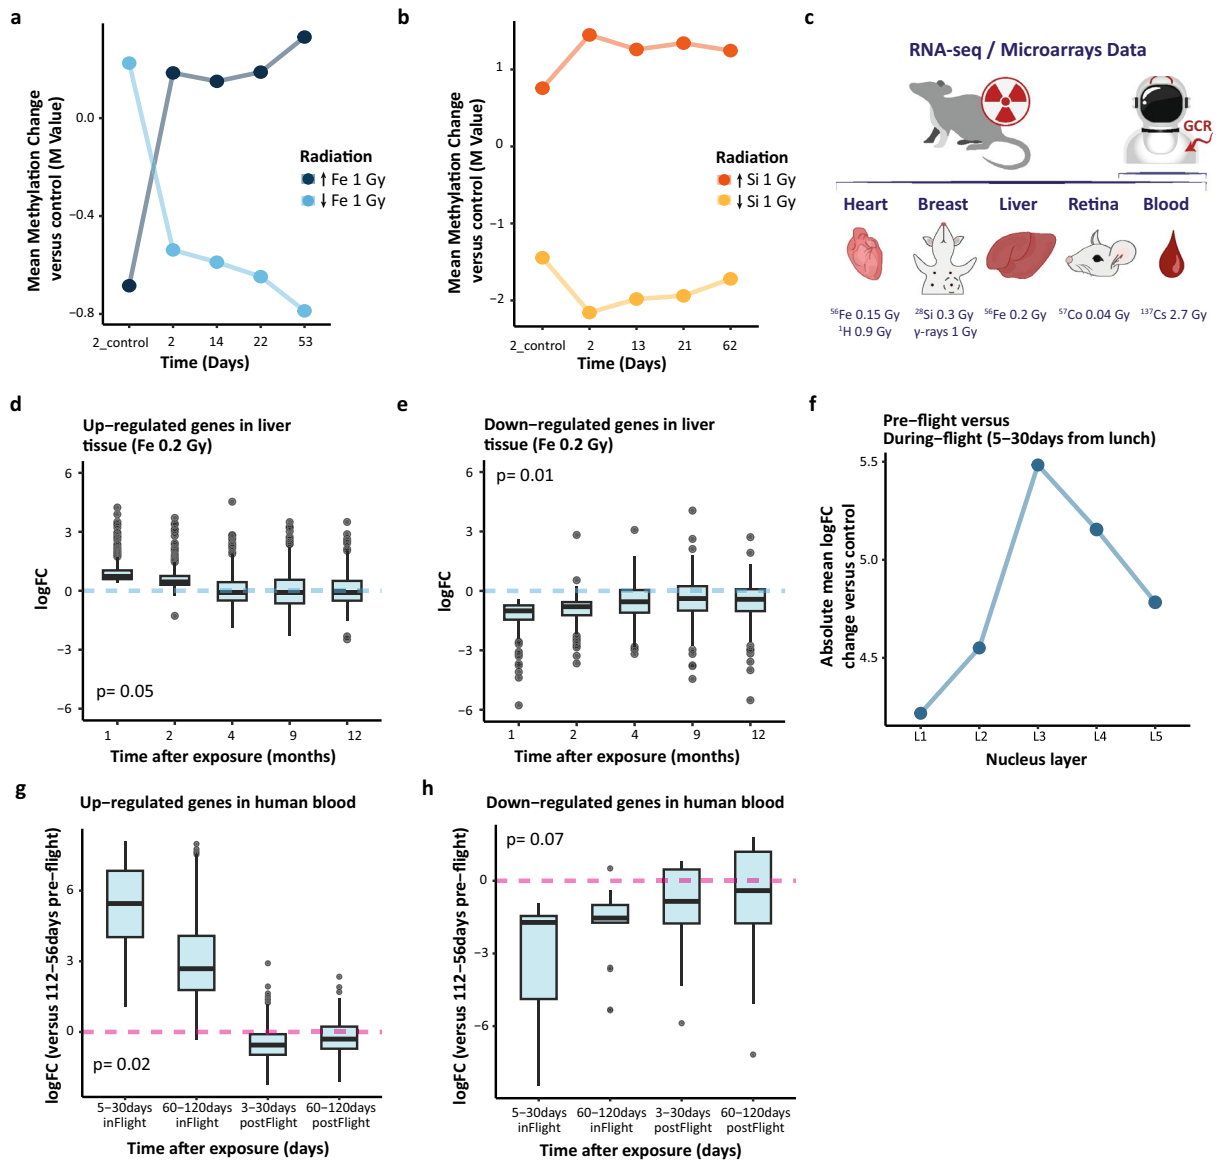 a
Mean Methylation Change
versus control (M Value)
0.0
−0.4
−0.8
2_control
2
14
22
53
Time (Days)
Radiation
↑ Fe 1 Gy
↓ Fe 1 Gy
b
Mean Methylation Change
versus control (M Value)
1
0
−1
−2
2_control
2
13
21
62
Time (Days)
Radiation
↑ Si 1 Gy
↓ Si 1 Gy
c
RNA-seq / Microarrays Data
GCR
Heart
Breast
Liver
Retina
Blood
⁵⁶Fe 0.15 Gy
¹H 0.9 Gy
²⁸Si 0.3 Gy
γ-rays 1 Gy
⁵⁶Fe 0.2 Gy
⁵⁷Co 0.04 Gy
¹³⁷Cs 2.7 Gy
d
Up−regulated genes in liver
tissue (Fe 0.2 Gy)
logFC
6
3
0
−3
−6
p= 0.05
1
2
4
9
12
Time after exposure (months)
e
Down−regulated genes in liver
tissue (Fe 0.2 Gy)
logFC
6
3
0
−3
−6
p= 0.01
1
2
4
9
12
Time after exposure (months)
f
Pre−flight versus
During−flight (5−30days from lunch)
Absolute mean logFC
change versus control
5.5
5.0
4.5
L1
L2
L3
L4
L5
Nucleus layer
g
Up−regulated genes in human blood
logFC (versus 112−56days pre−flight)
6
3
0
p= 0.02
5−30days
inFlight
60−120days
inFlight
3−30days
postFlight
60−120days
postFlight
Time after exposure (days)
h
Down−regulated genes in human blood
logFC (versus 112−56days pre−flight)
0
−3
−6
p= 0.07
5−30days
inFlight
60−120days
inFlight
3−30days
postFlight
60−120days
postFlight
Time after exposure (days)